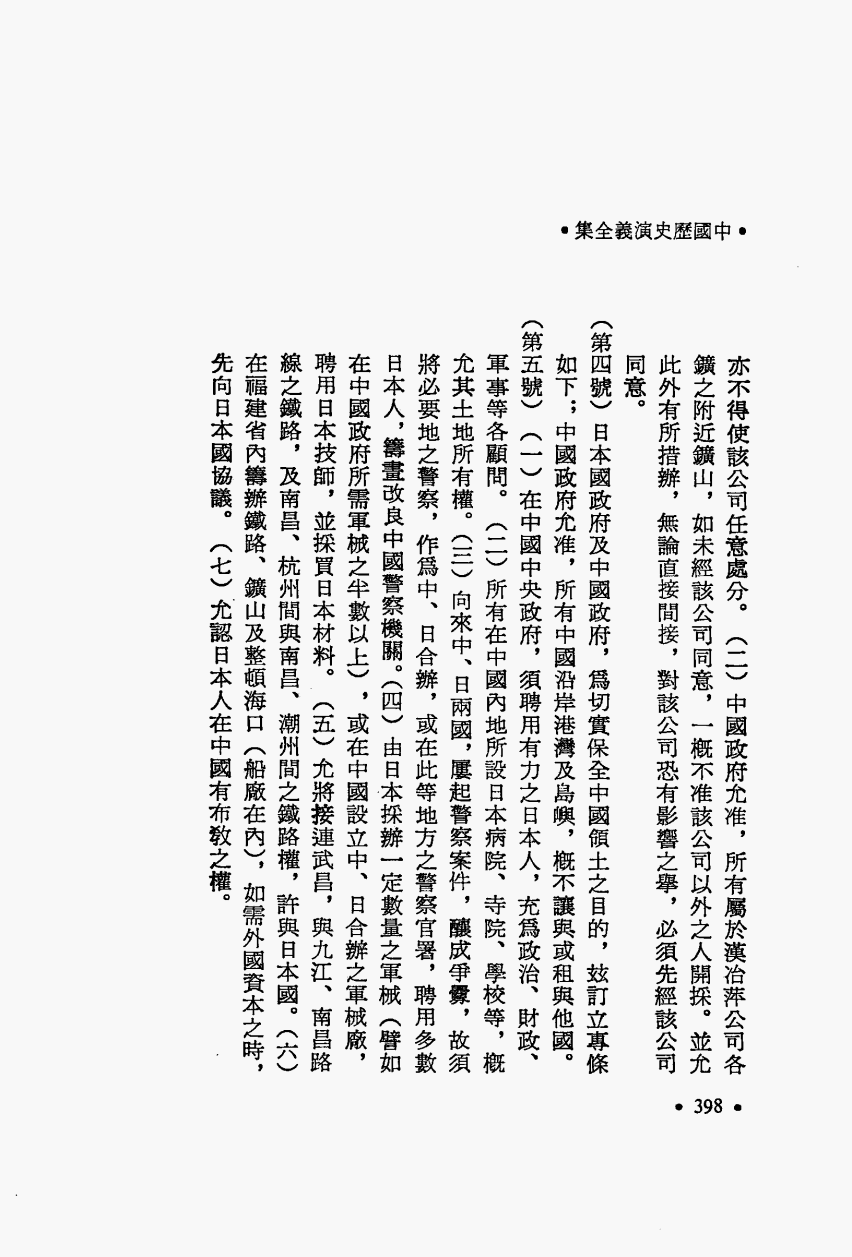 •中國歷史演義全集•
亦不得使該公司任意處分。（二）中國政府允准，所有屬於漢冶萍公司各
鑛之附近鑛山，如未經該公司同意，一概不准該公司以外之人開採。並允
此外有所措辦，無論直接間接，對該公司恐有影響之舉，必須先經該公司
同意。
（第四號）日本國政府及中國政府，爲切實保全中國領土之目的，玆訂立專條
如下；中國政府允准，所有中國沿岸港灣及島嶼，概不讓與或租與他國。
（第五號）（一）在中國中央政府，須聘用有力之日本人，充爲政治、財政、
軍事等各顧問。（二）所有在中國內地所設日本病院、寺院、學校等，概
允其土地所有權。（三）向來中、日兩國，屢起警察案件，釀成爭釁，故須
將必要地之警察，作爲中、日合辦，或在此等地方之警察官署，聘用多數
日本人，籌畫改良中國警察機關。（四）由日本採辦一定數量之軍械（譬如
在中國政府所需軍械之半數以上），或在中國設立中、日合辦之軍械廠，
聘用日本技師，並採買日本材料。（五）允將接連武昌，與九江、南昌路
線之鐵路，及南昌、杭州間與南昌、潮州間之鐵路權，許與日本國。（六）
在福建省內籌辦鐵路、鑛山及整頓海口（船廠在內），如需外國資本之時，
先向日本國協議。（七）允認日本人在中國有布敎之權。
•398•